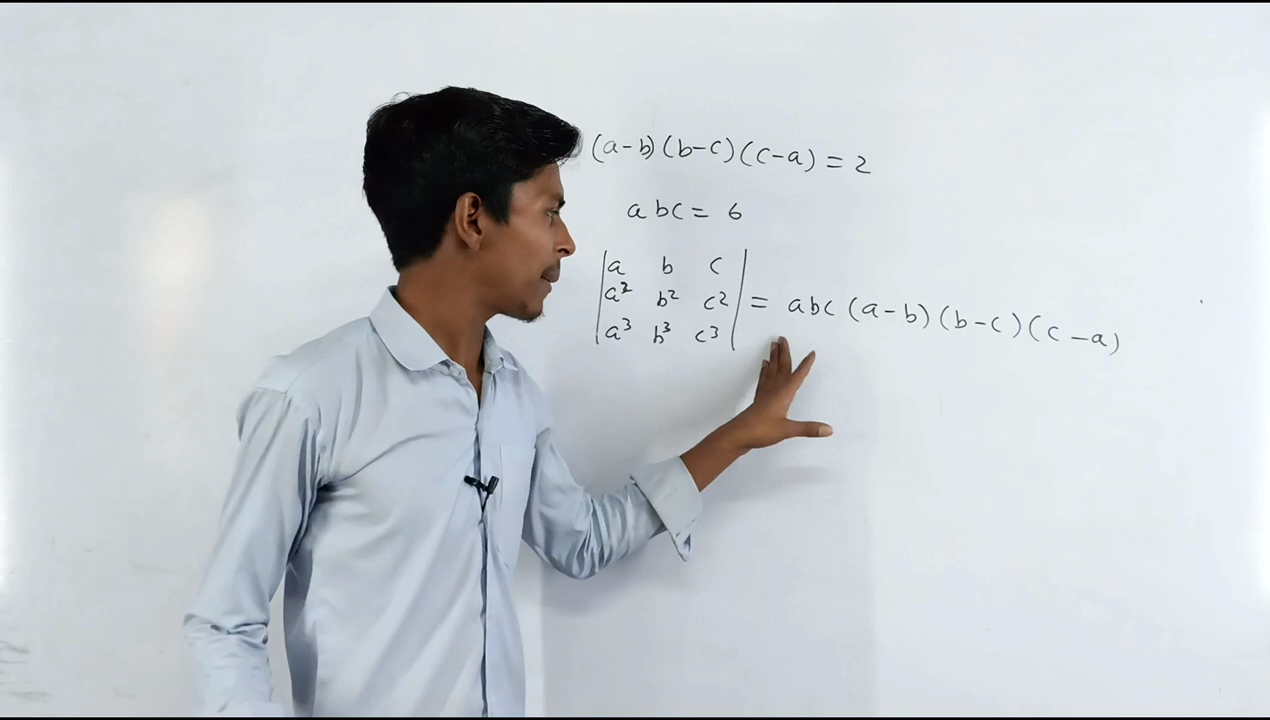 (a-b)(b-c)(c-a) = 2
abc = 6
|a b c|
|a² b² c²| = abc (a-b)(b-c)(c-a)
|a³ b³ c³|